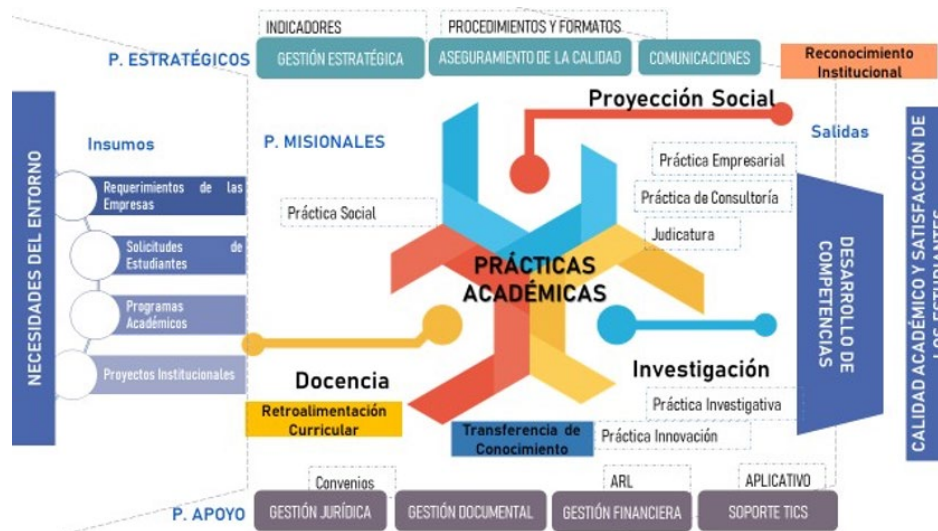 INDICADORES
PROCEDIMIENTOS Y FORMATOS
P. ESTRATÉGICOS
GESTIÓN ESTRATÉGICA
ASEGURAMIENTO DE LA CALIDAD
COMUNICACIONES
Reconocimiento
Institucional
NECESIDADES DEL ENTORNO
Insumos
Requerimientos de las
Empresas
Solicitudes de
Estudiantes
Programas
Académicos
Proyectos Institucionales
P. MISIONALES
Proyección Social
Práctica Social
Práctica Empresarial
Práctica de Consultoría
Judicatura
PRÁCTICAS
ACADÉMICAS
Docencia
Retroalimentación
Curricular
Investigación
Práctica Investigativa
Transferencia de
Conocimiento
Práctica Innovación
Salidas
DESARROLLO DE
COMPETENCIAS
CALIDAD ACADÉMICO Y SATISFACCIÓN DE
LOS ESTUDIANTES
Convenios
ARL
APLICATIVO
P. APOYO
GESTIÓN JURÍDICA
GESTIÓN DOCUMENTAL
GESTIÓN FINANCIERA
SOPORTE TICS